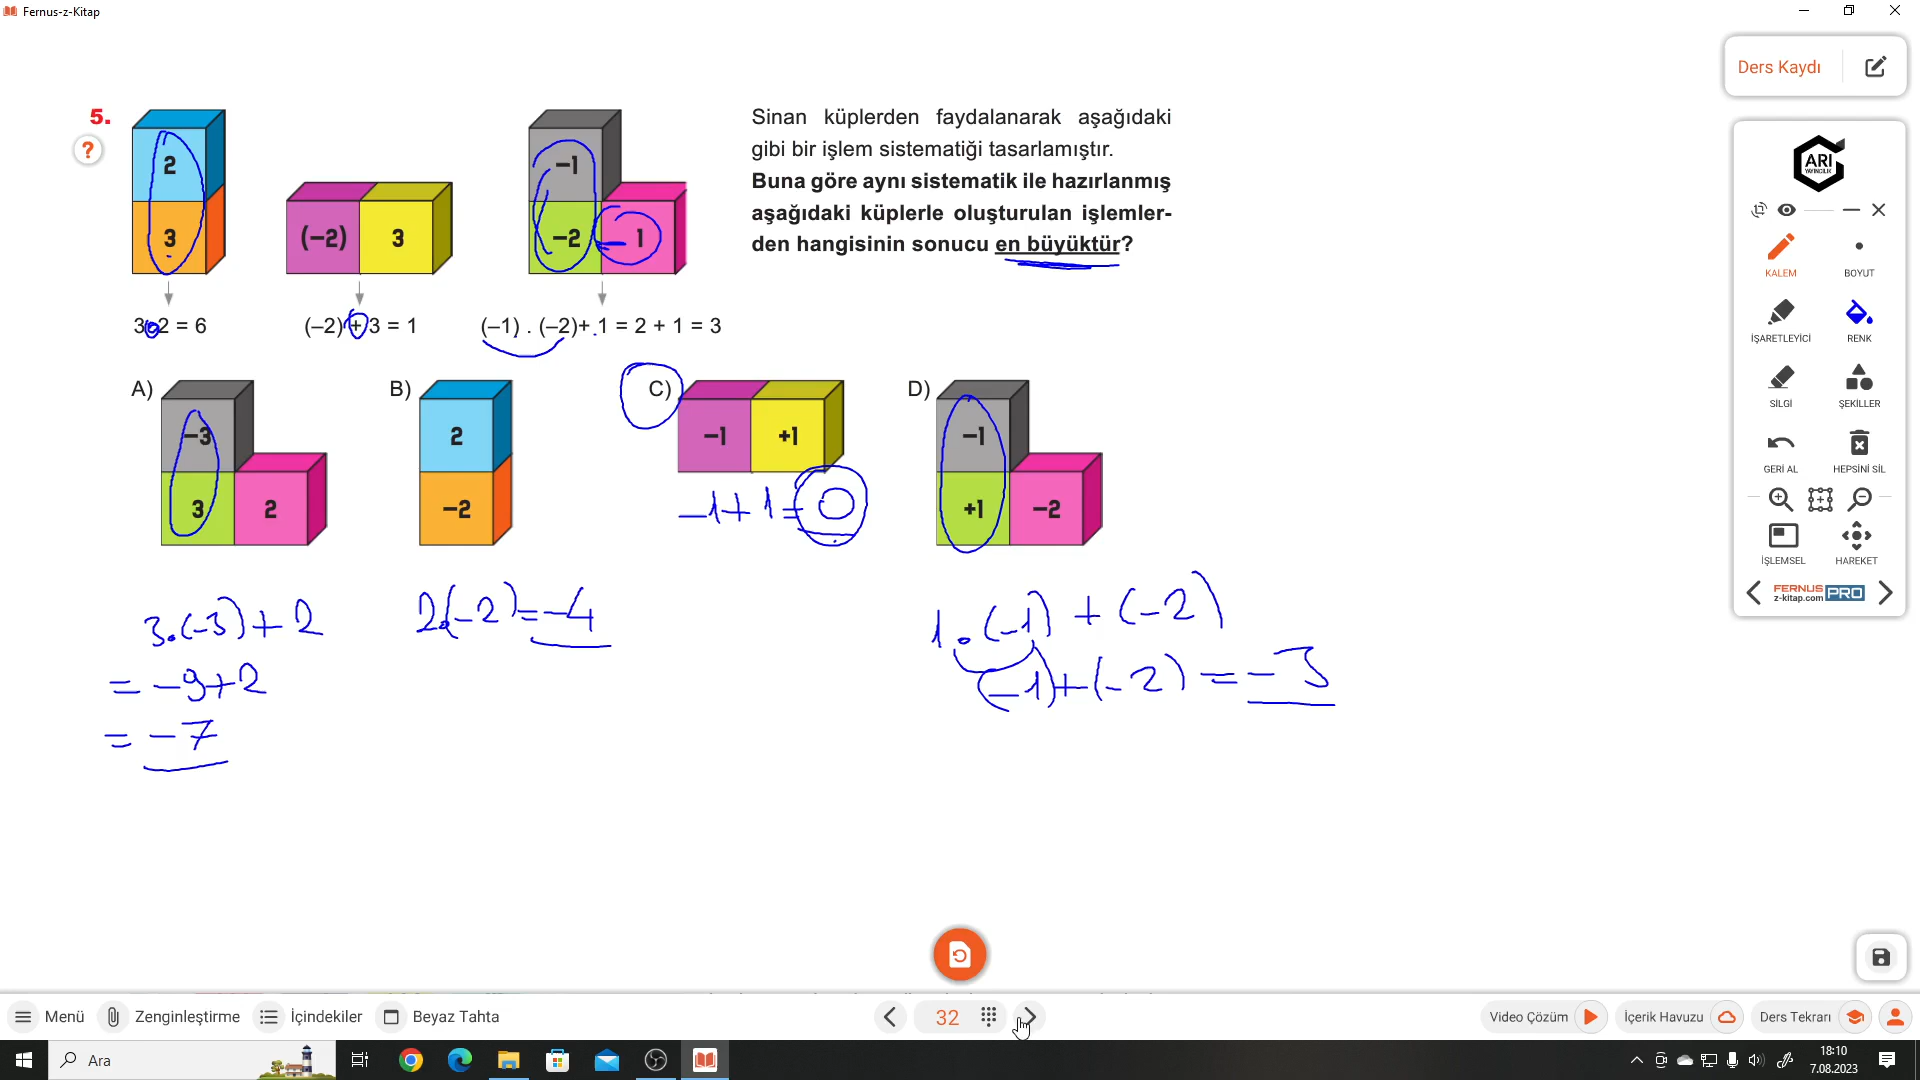 Fernus-z-Kitap
Ders Kaydı
5.
?
2
3
(–2) 3
–1
–2 1
Sinan küplerden faydalanarak aşağıdaki
gibi bir işlem sistematiği tasarlamıştır.
Buna göre aynı sistematik ile hazırlanmış
aşağıdaki küplerle oluşturulan işlemler-
den hangisinin sonucu en büyüktür?
3 . 2 = 6
(–2) + 3 = 1
(–1) . (–2)+ 1 = 2 + 1 = 3
A)
–3
3 2
B)
2
–2
C)
–1 +1
D)
–1
+1 –2
–1+1=0
3.(-3)+2
= -9+2
= -7
2.(-2)=-4
1.(-1)+(-2)
(-1)+(-2)=-3
ARI
YAYINCILIK
KALEM
BOYUT
İŞARETLEYİCİ
RENK
SİLGİ
ŞEKİLLER
GERİ AL
HEPSİNİ SİL
İŞLEMSEL
HAREKET
FERNUS
z-kitap.com
PRO
Menü
Zenginleştirme
İçindekiler
Beyaz Tahta
32
Video Çözüm
İçerik Havuzu
Ders Tekrarı
Ara
18:10
7.08.2023